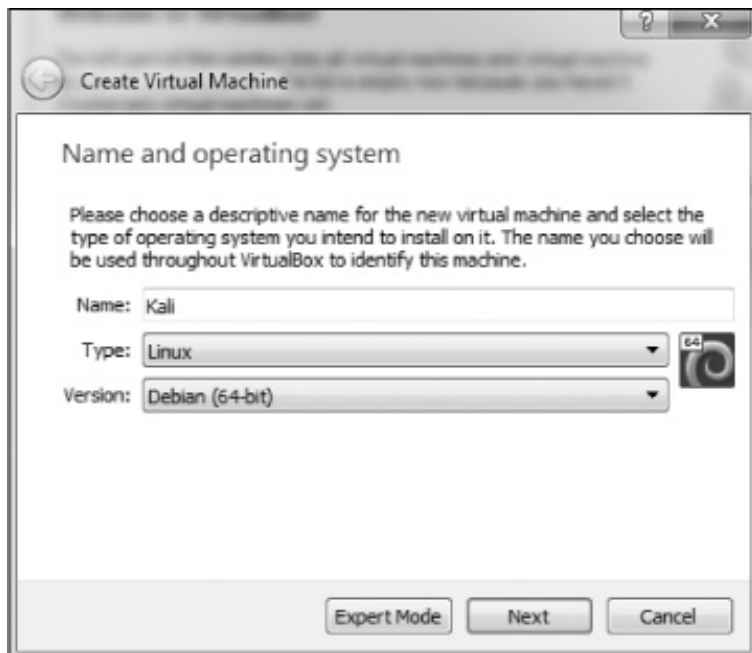 ?
X
Create Virtual Machine
Name and operating system
Please choose a descriptive name for the new virtual machine and select the
type of operating system you intend to install on it. The name you choose will
be used throughout VirtualBox to identify this machine.
Name: Kali
Type: Linux
64
Version: Debian (64-bit)
Expert Mode
Next
Cancel